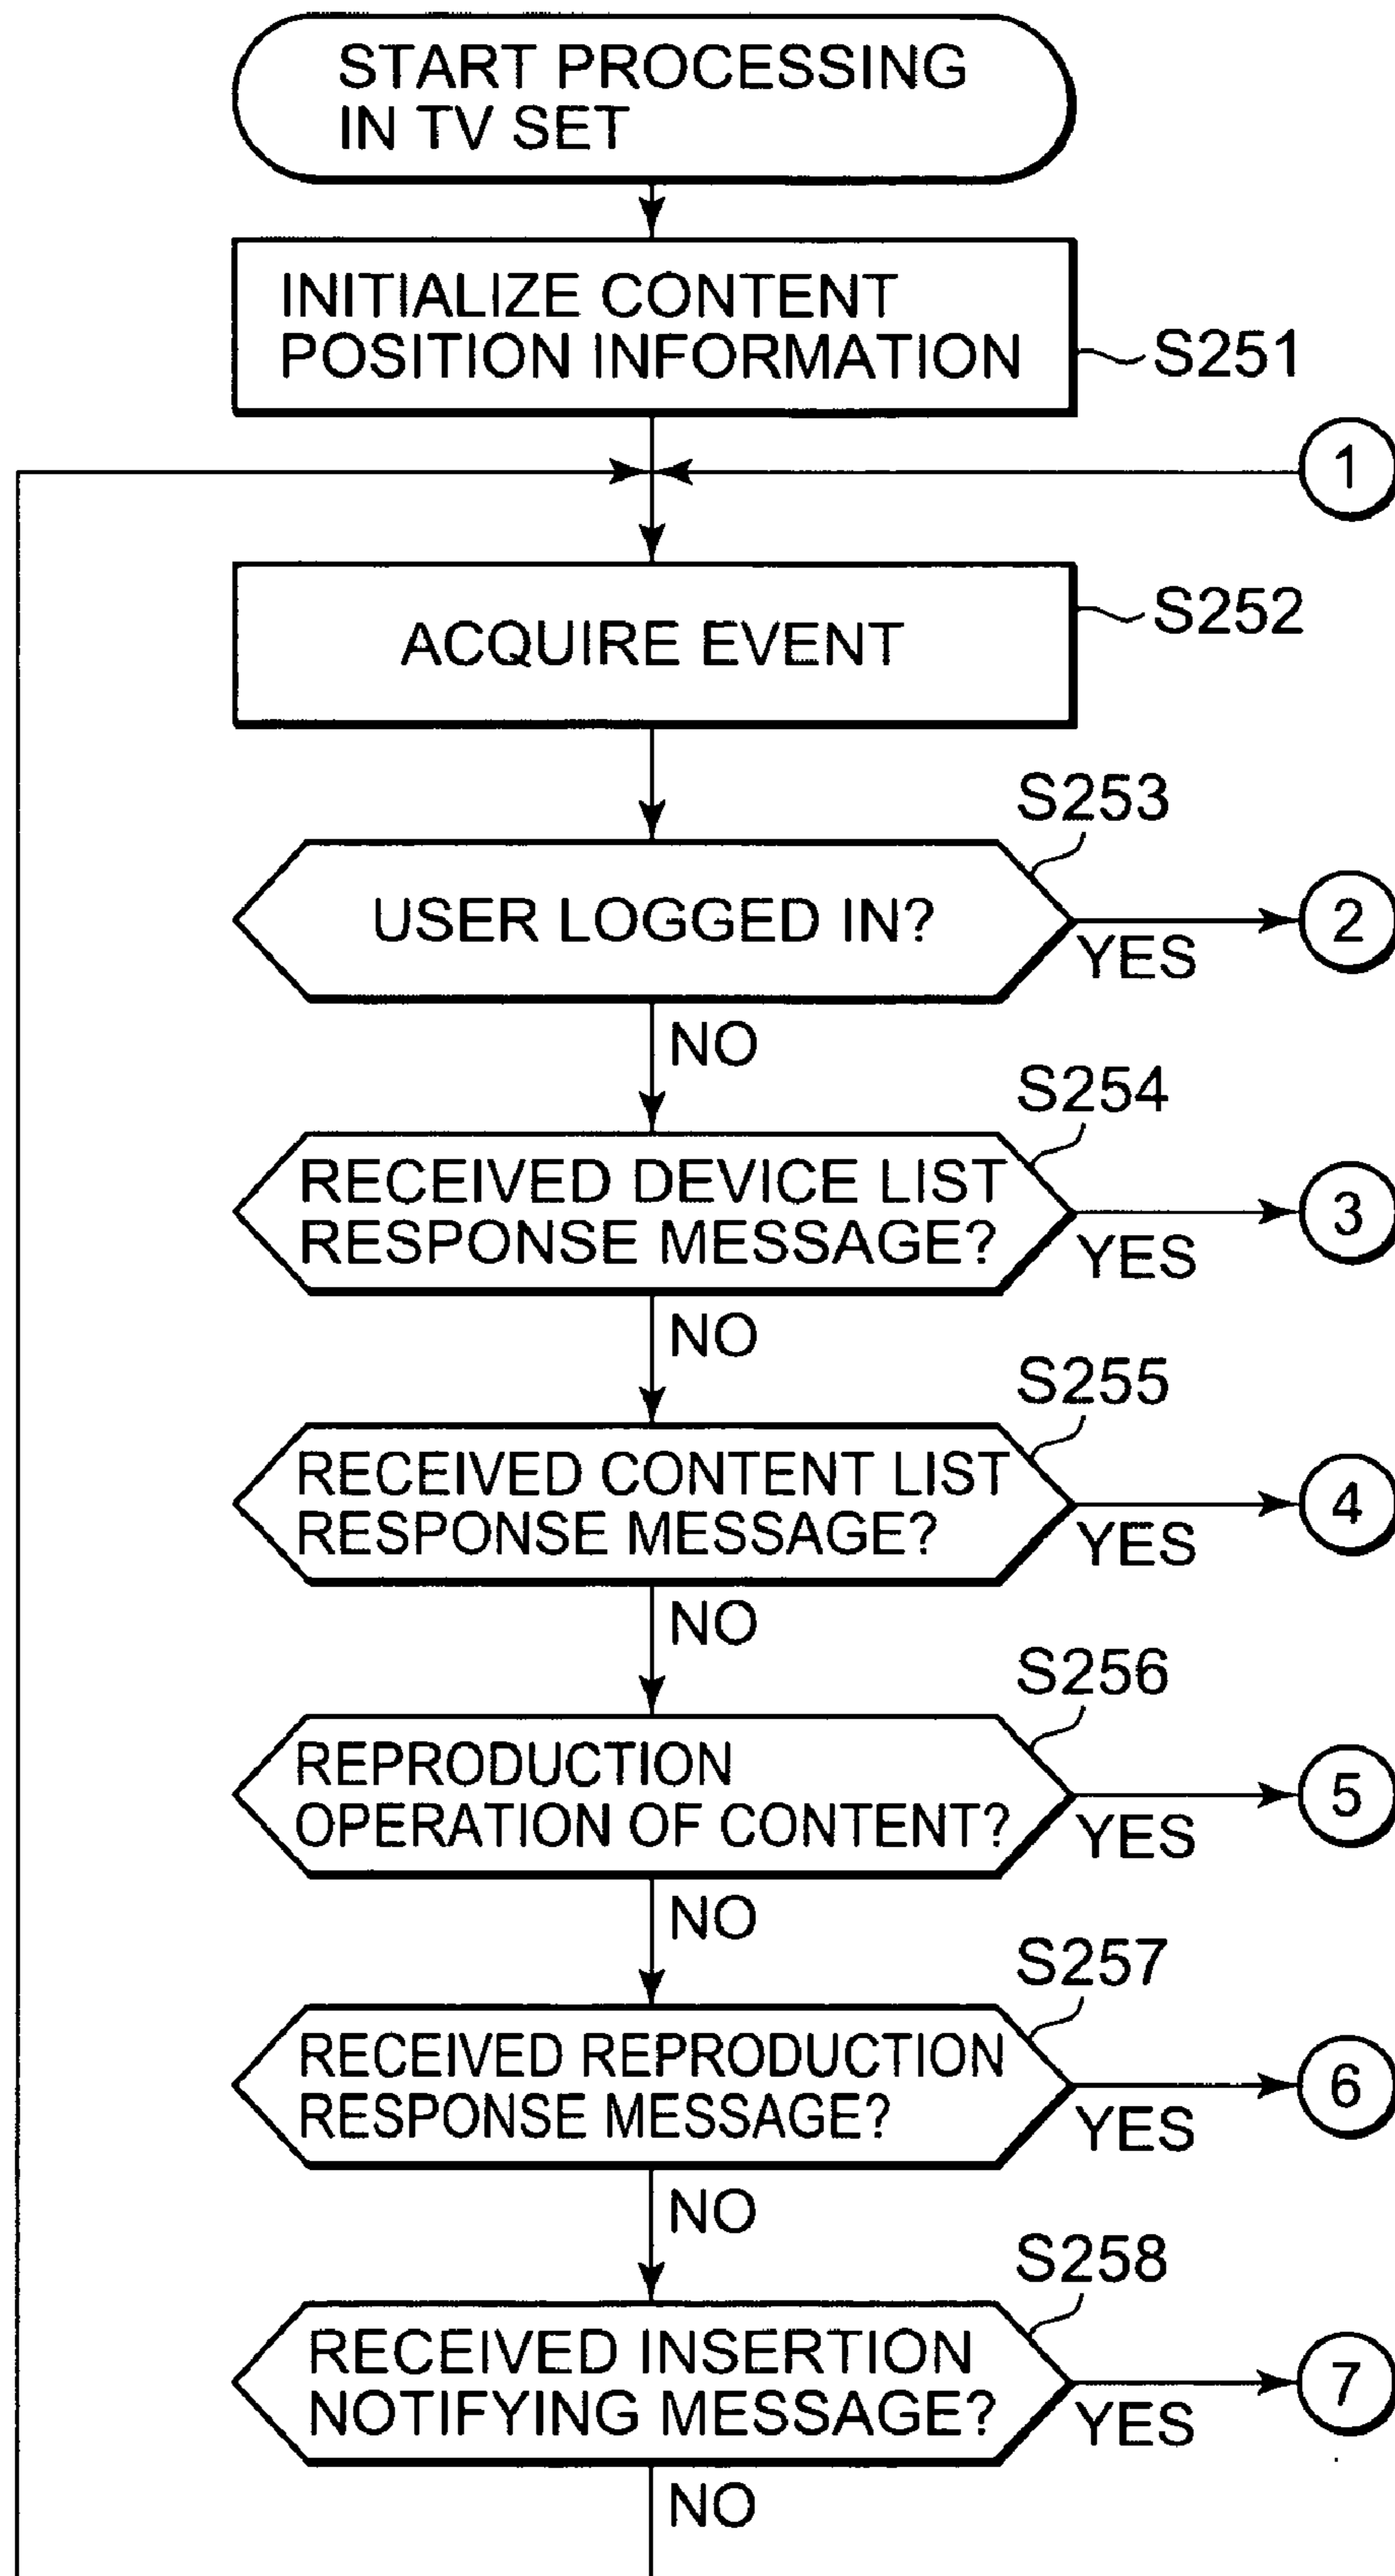 START PROCESSING
IN TV SET
INITIALIZE CONTENT
POSITION INFORMATION
S251
1
ACQUIRE EVENT
S252
S253
USER LOGGED IN?
YES
2
NO
S254
RECEIVED DEVICE LIST
RESPONSE MESSAGE?
YES
3
NO
S255
RECEIVED CONTENT LIST
RESPONSE MESSAGE?
YES
4
NO
S256
REPRODUCTION
OPERATION OF CONTENT?
YES
5
NO
S257
RECEIVED REPRODUCTION
RESPONSE MESSAGE?
YES
6
NO
S258
RECEIVED INSERTION
NOTIFYING MESSAGE?
YES
7
NO